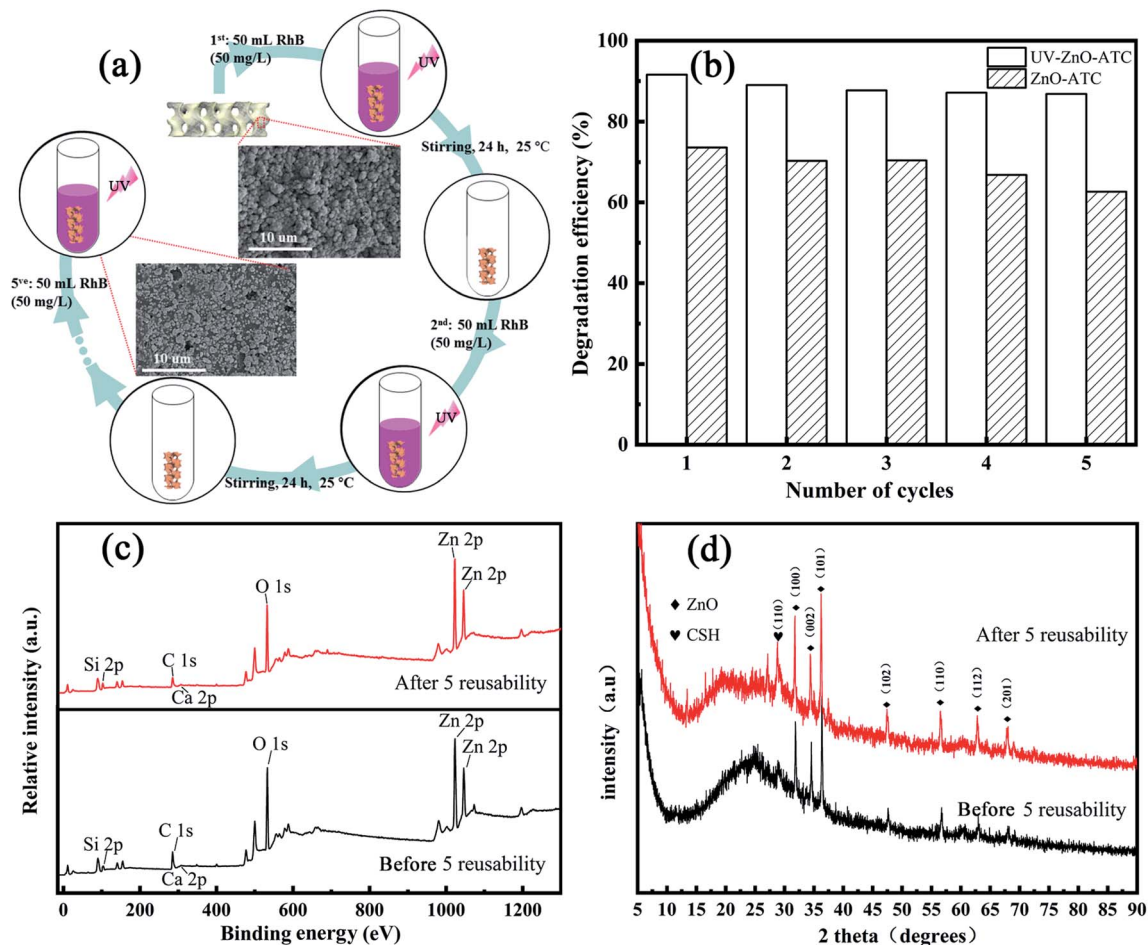 (a)
1st: 50 mL RhB
(50 mg/L)
UV
Stirring, 24 h, 25 °C
10 um
UV
5ve: 50 mL RhB
(50 mg/L)
10 um
2nd: 50 mL RhB
(50 mg/L)
UV
Stirring, 24 h, 25 °C
(b)
UV-ZnO-ATC
ZnO-ATC
Degradation efficiency (%)
100
80
60
40
20
0
1 2 3 4 5
Number of cycles
(c)
Relative intensity (a.u.)
Zn 2p
Zn 2p
O 1s
C 1s
Si 2p
Ca 2p
After 5 reusability
Zn 2p
Zn 2p
O 1s
C 1s
Si 2p
Ca 2p
Before 5 reusability
0 200 400 600 800 1000 1200
Binding energy (eV)
(d)
intensity (a.u)
♦ ZnO
♥ CSH
(110)
(100)
(002)
(101)
(102)
(110)
(112)
(201)
After 5 reusability
Before 5 reusability
5 10 15 20 25 30 35 40 45 50 55 60 65 70 75 80 85 90
2 theta (degrees)